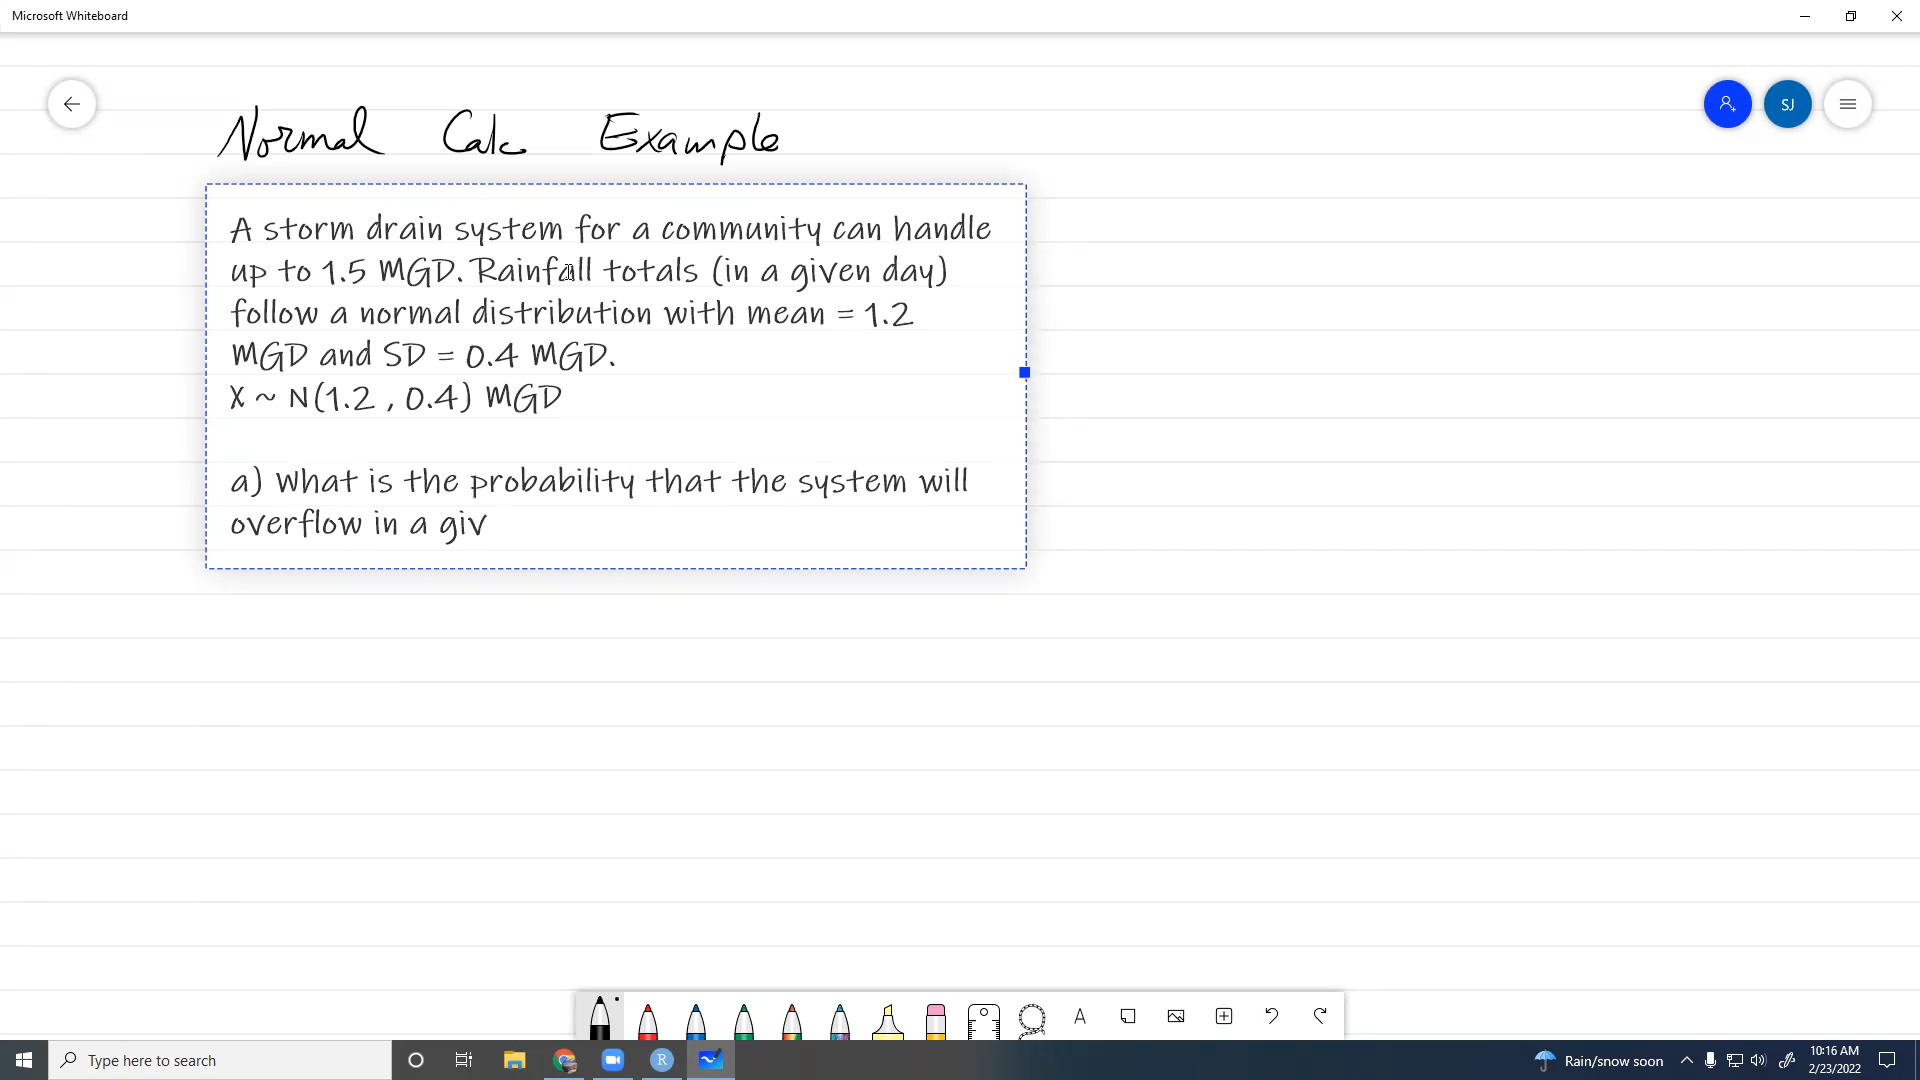 Microsoft Whiteboard
SJ
Normal Calc Example
A storm drain system for a community can handle
up to 1.5 MGD. Rainfall totals (in a given day)
follow a normal distribution with mean = 1.2
MGD and SD = 0.4 MGD.
X ~ N(1.2 , 0.4) MGD
a) What is the probability that the system will
overflow in a giv
A
Type here to search
R
Rain/snow soon
10:16 AM
2/23/2022